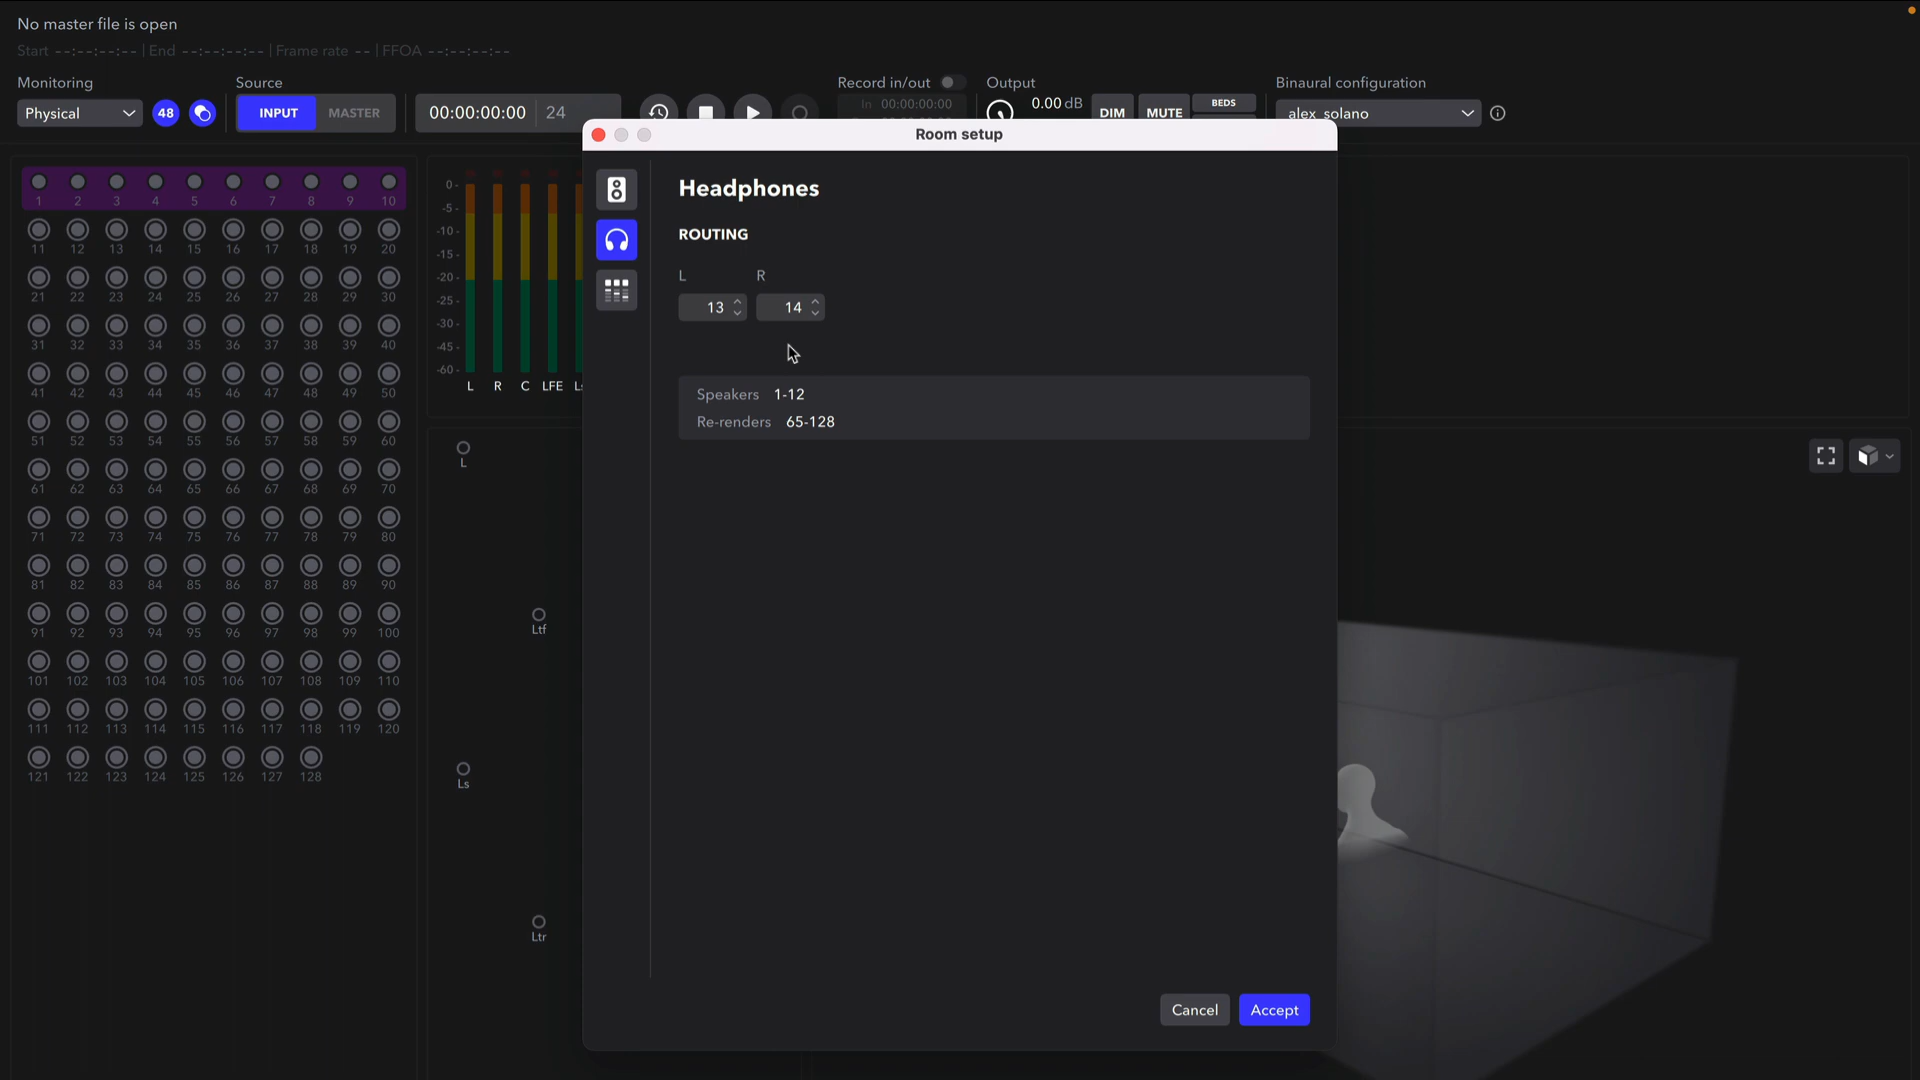 No master file is open
Start --:--:--:-- | End --:--:--:-- | Frame rate -- | FFOA --:--:--:--
Monitoring
Source
Record in/out
Output
Binaural configuration
Physical
48
INPUT
MASTER
00:00:00:00
24
In 00:00:00:00
0.00 dB
DIM
MUTE
BEDS
alex_solano
Room setup
Headphones
ROUTING
L R
13 14
Speakers 1-12
Re-renders 65-128
Cancel
Accept
1 2 3 4 5 6 7 8 9 10
11 12 13 14 15 16 17 18 19 20
21 22 23 24 25 26 27 28 29 30
31 32 33 34 35 36 37 38 39 40
41 42 43 44 45 46 47 48 49 50
51 52 53 54 55 56 57 58 59 60
61 62 63 64 65 66 67 68 69 70
71 72 73 74 75 76 77 78 79 80
81 82 83 84 85 86 87 88 89 90
91 92 93 94 95 96 97 98 99 100
101 102 103 104 105 106 107 108 109 110
111 112 113 114 115 116 117 118 119 120
121 122 123 124 125 126 127 128
0-
-5-
-10-
-15-
-20-
-25-
-30-
-45-
-60-
L R C LFE
L
Ltf
Ls
Ltr